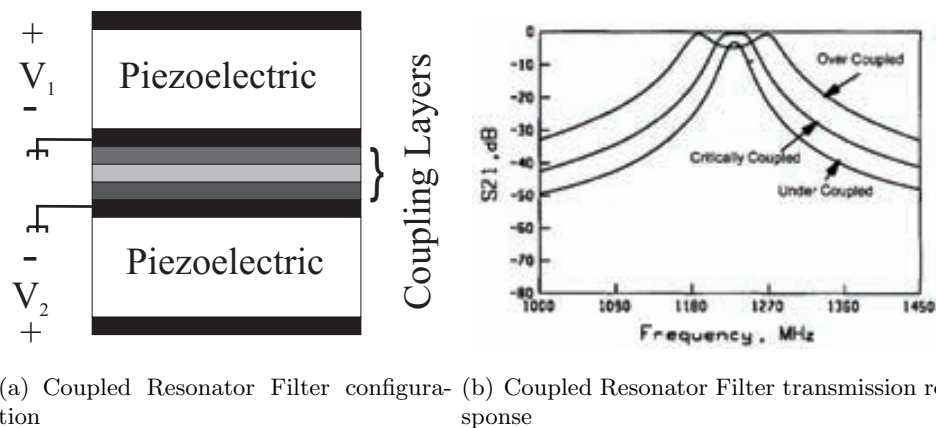 +
V1
-
Piezoelectric
Coupling Layers
-
V2
+
Piezoelectric
0
-10
-20
-30
-40
-50
-60
-70
-80
S21 ,dB
Over Coupled
Critically Coupled
Under Coupled
1000 1090 1180 1270 1360 1450
Frequency, MHz
(a) Coupled Resonator Filter configura-
tion
(b) Coupled Resonator Filter transmission re
sponse